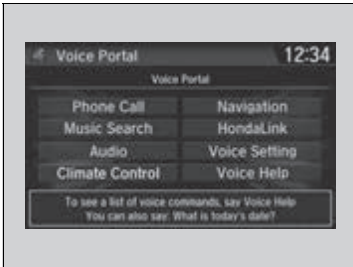 Voice Portal 12:34
Voice Portal
Phone Call Navigation
Music Search HondaLink
Audio Voice Setting
Climate Control Voice Help
To see a list of voice commands, say Voice Help
You can also say: What is today's date?